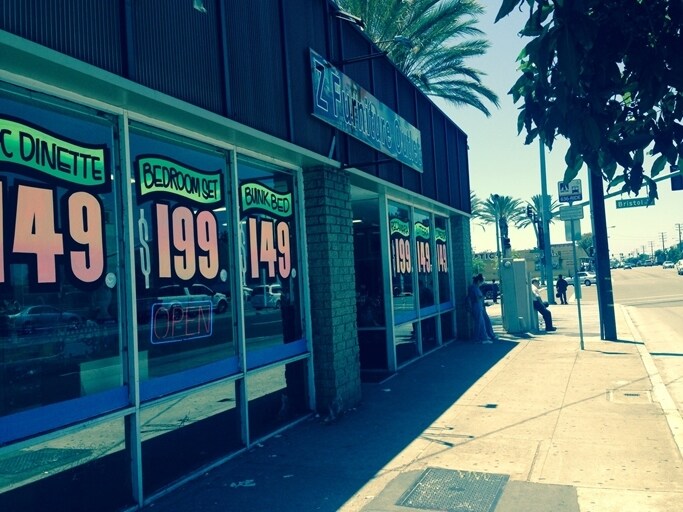 Z Furniture Outlet
C DINETTE
149
BEDROOM SET
$199
BUNK BED
$149
OPEN
199
149
149
Bristol